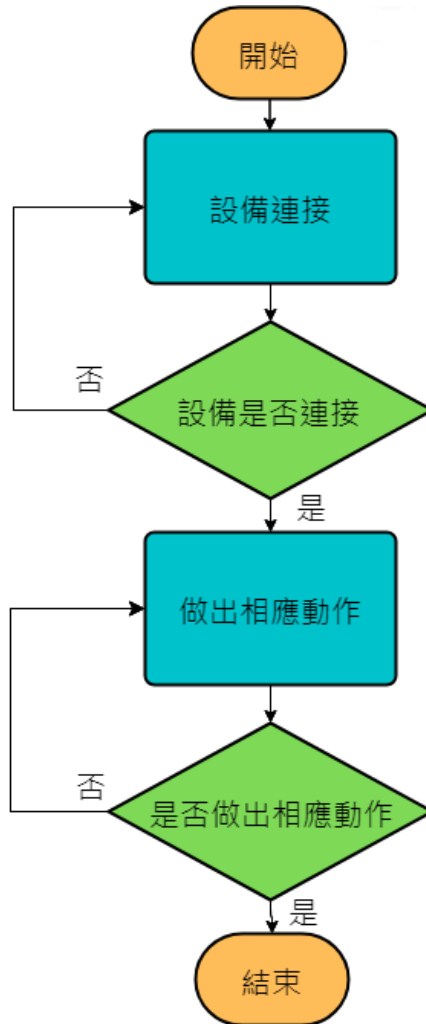 開始
設備連接
否
設備是否連接
是
做出相應動作
否
是否做出相應動作
是
結束